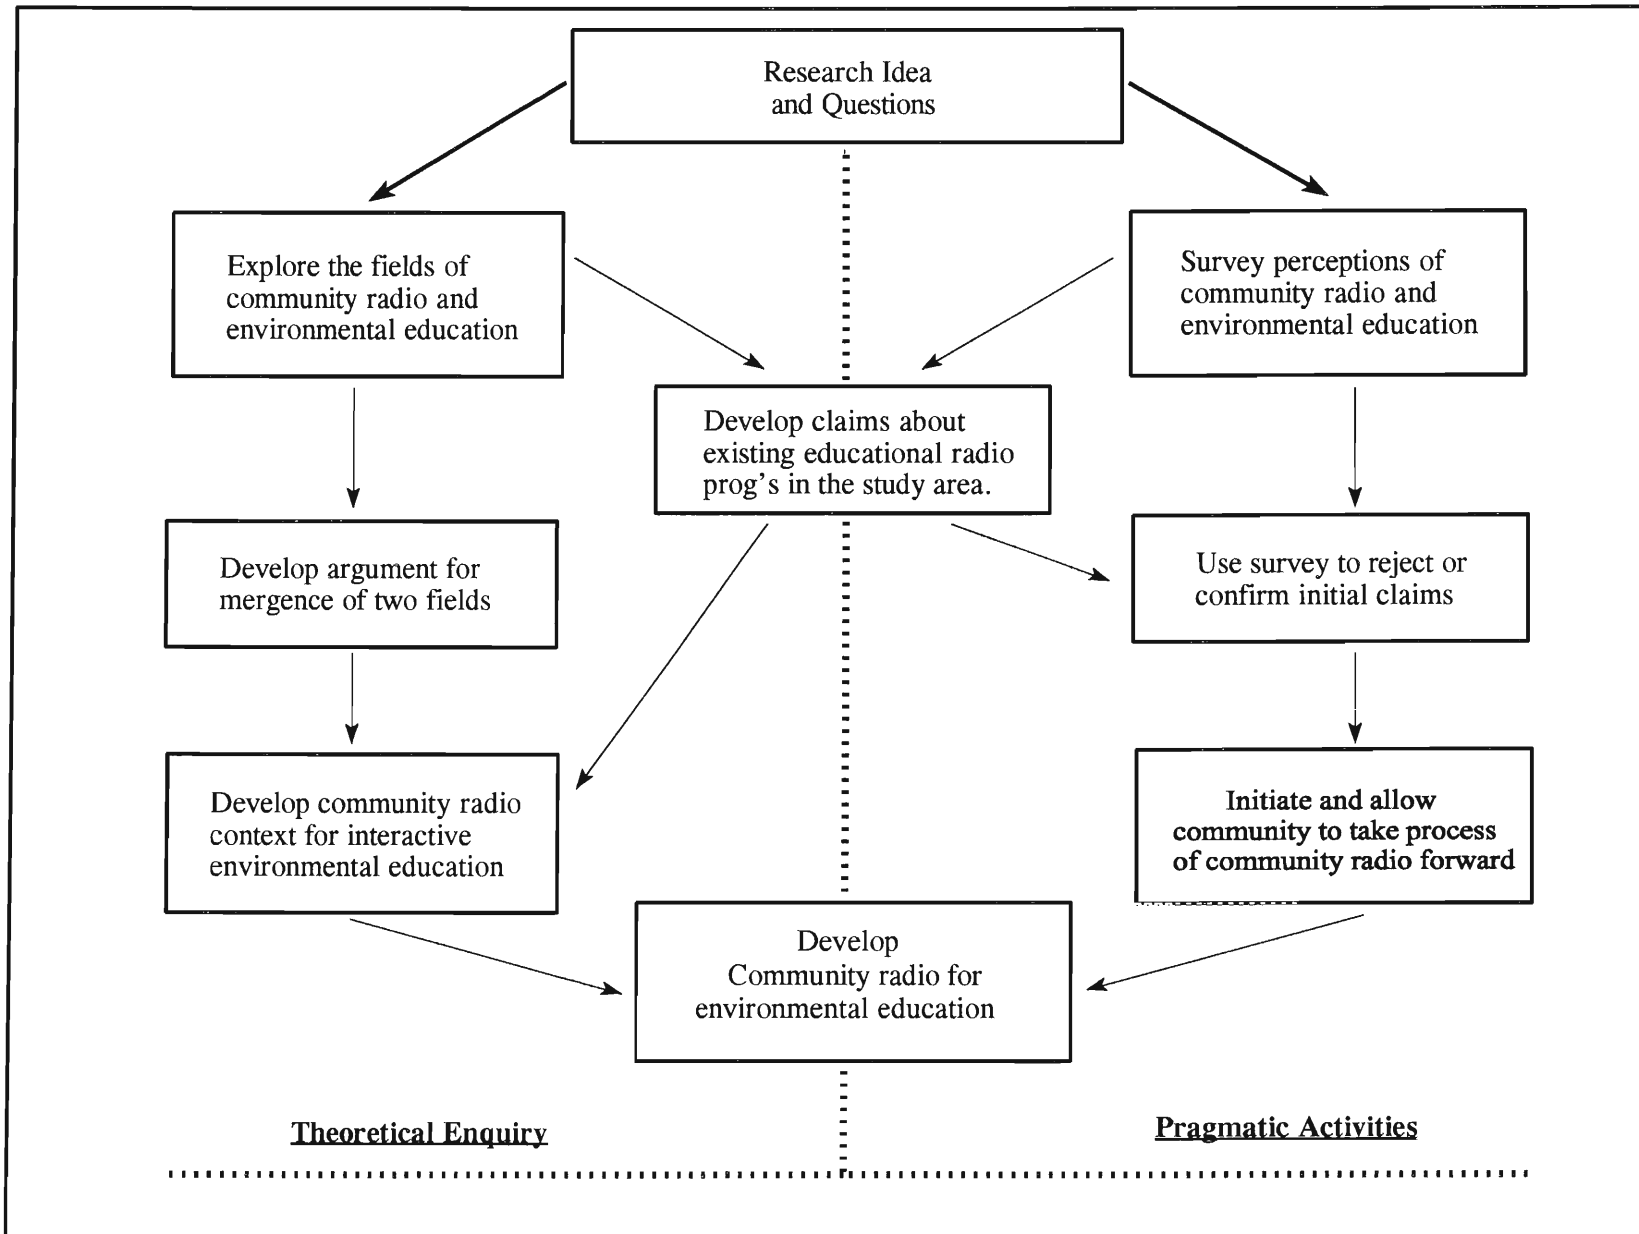 Research Idea
and Questions
Explore the fields of
community radio and
environmental education
Survey perceptions of
community radio and
environmental education
Develop claims about
existing educational radio
prog's in the study area.
Develop argument for
mergence of two fields
Use survey to reject or
confirm initial claims
Develop community radio
context for interactive
environmental education
Initiate and allow
community to take process
of community radio forward
Develop
Community radio for
environmental education
Theoretical Enquiry
Pragmatic Activities